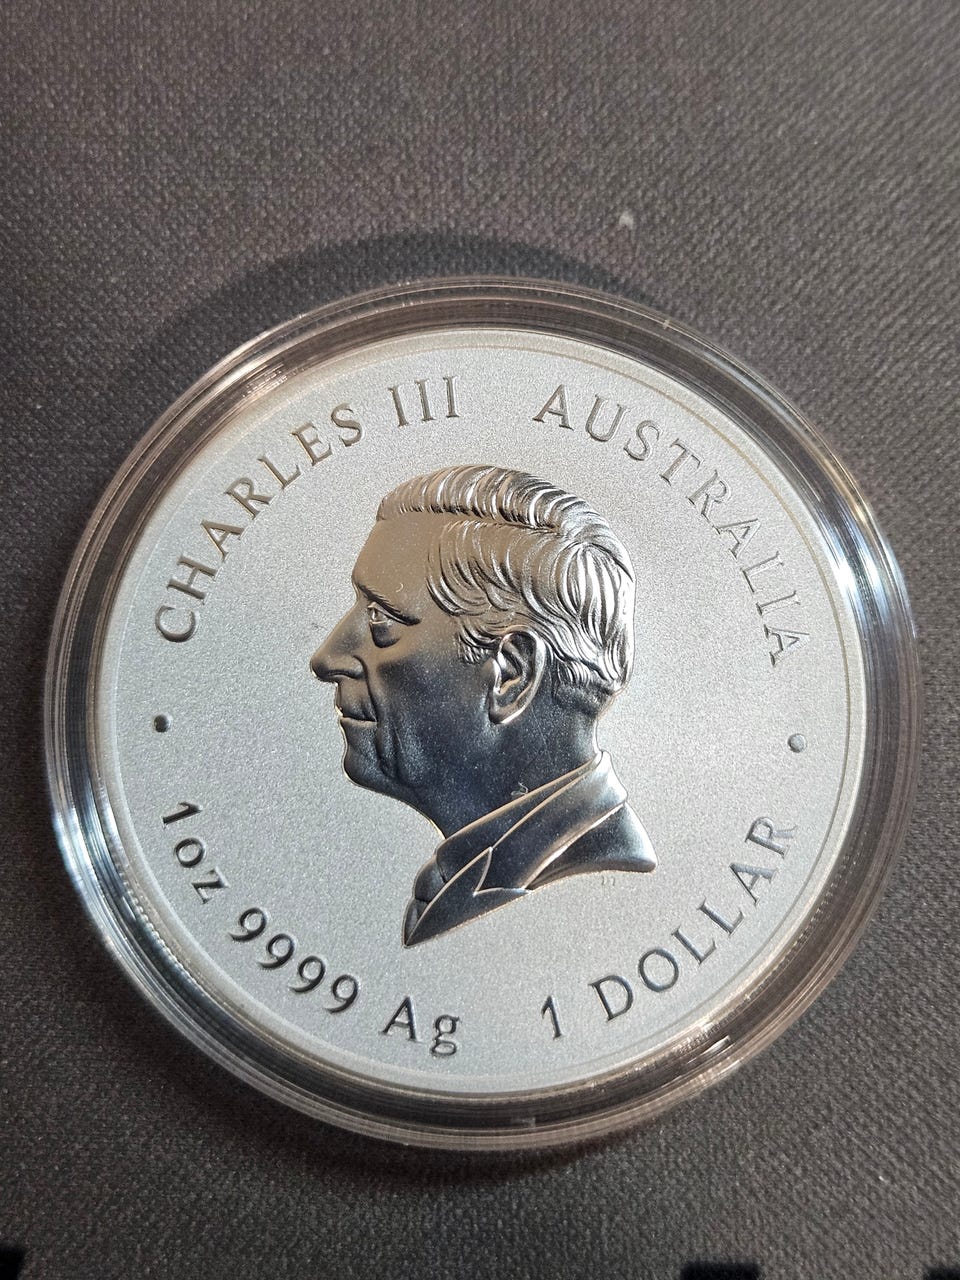 CHARLES III AUSTRALIA
1oz 9999 Ag 1 DOLLAR